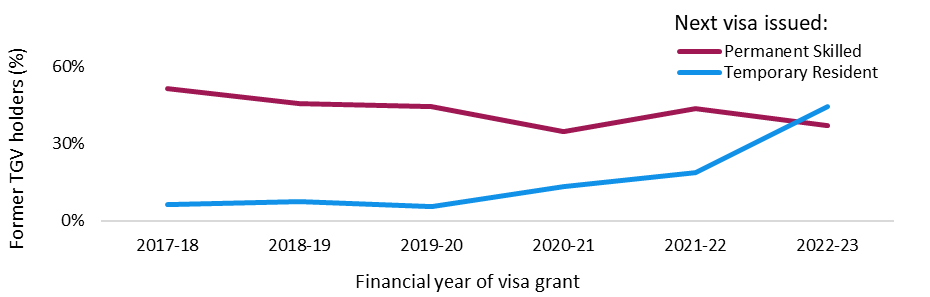 Next visa issued:
Permanent Skilled
Temporary Resident
Former TGV holders (%)
60%
30%
0%
2017-18 2018-19 2019-20 2020-21 2021-22 2022-23
Financial year of visa grant